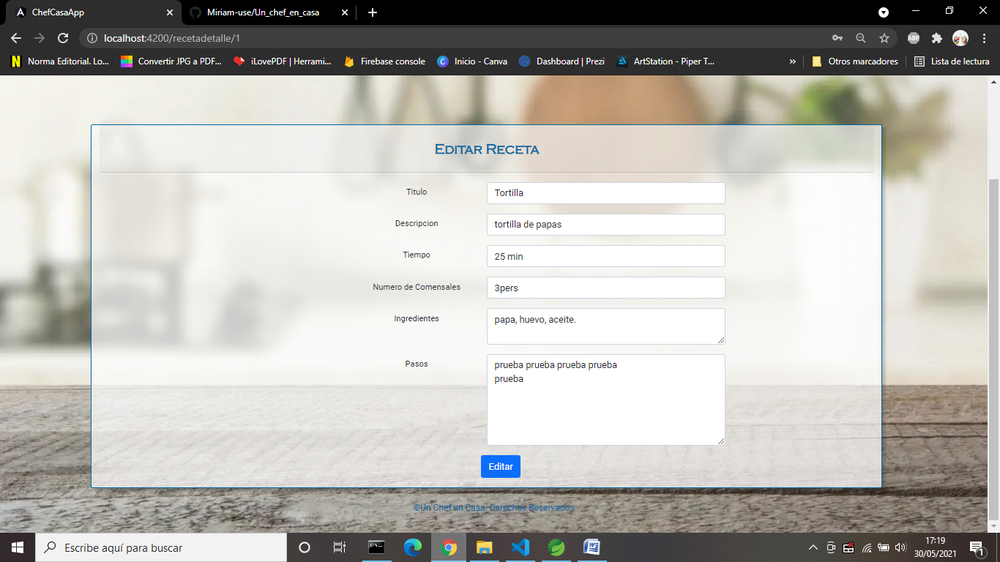 ChefCasaApp
Miriam-use/Un_chef_en_casa
localhost:4200/recetadetalle/1
ABP
Norma Editorial. Lo...
Convertir JPG a PDF...
iLovePDF | Herrami...
Firebase console
Inicio - Canva
Dashboard | Prezi
ArtStation - Piper T...
»
Otros marcadores
Lista de lectura
Editar Receta
Titulo
Tortilla
Descripcion
tortilla de papas
Tiempo
25 min
Numero de Comensales
3pers
Ingredientes
papa, huevo, aceite.
Pasos
prueba prueba prueba prueba
prueba
Editar
©Un Chef en Casa. Derechos Reservados
Escribe aquí para buscar
17:19
30/05/2021
1